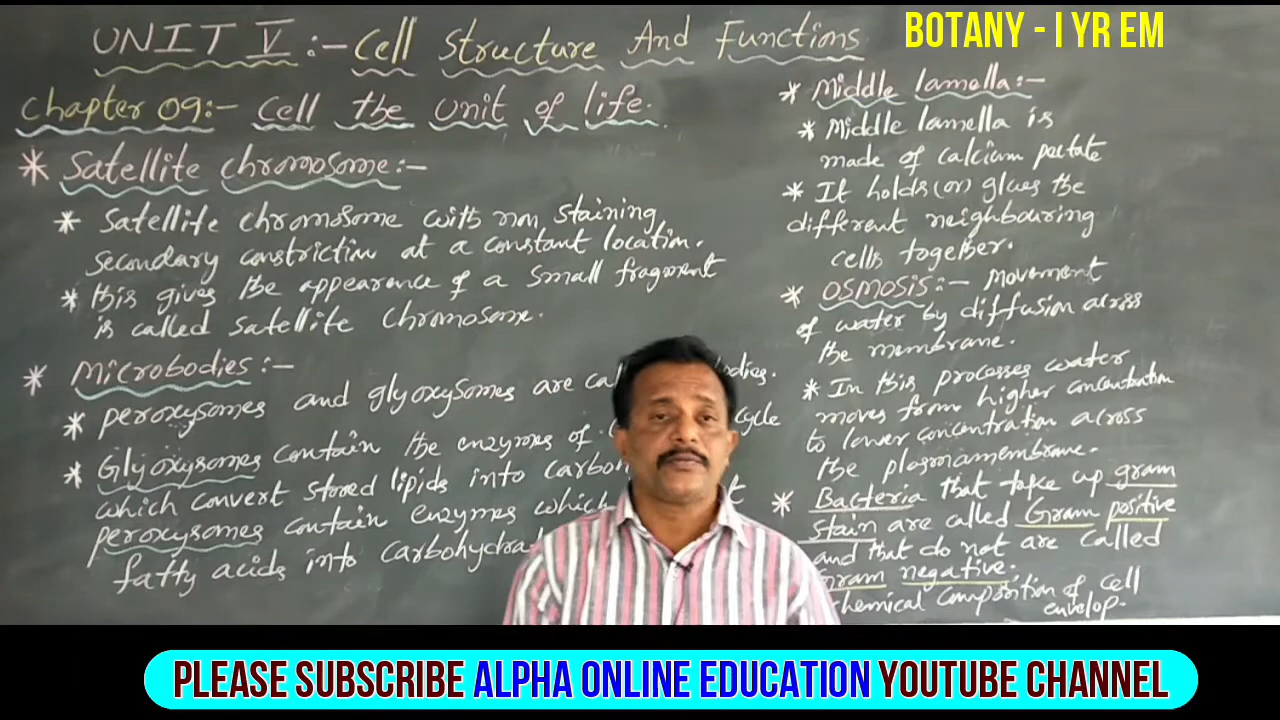 BOTANY - I YR EM
UNIT V :- Cell Structure And Functions
Chapter 09:- Cell the Unit of life.
* Satellite chromosome:-
* Satellite chromosome with non staining
secondary constriction at a constant location.
* this gives the appearence of a small fragment
is called satellite chromosome.
* Microbodies:-
* peroxysomes and glyoxysomes are
* Glyoxysomes contain the enzymes of cycle
which convert stored lipids into
peroxysomes contain enzymes which
fatty acids into
* Middle lamella:-
* Middle lamella is
made of calcium pectate
* It holds (or) glues the
different neighbouring
cells together.
* OSMOSIS:- Movement
of water by diffusion across
the membrane.
* In this processes water
moves from higher concentration
to lower concentration across
the plasmamembrane.
* Bacteria that take up gram
stain are called Gram positive
and that do not are called
Gram negative.
chemical composition of cell
envelop.
PLEASE SUBSCRIBE ALPHA ONLINE EDUCATION YOUTUBE CHANNEL